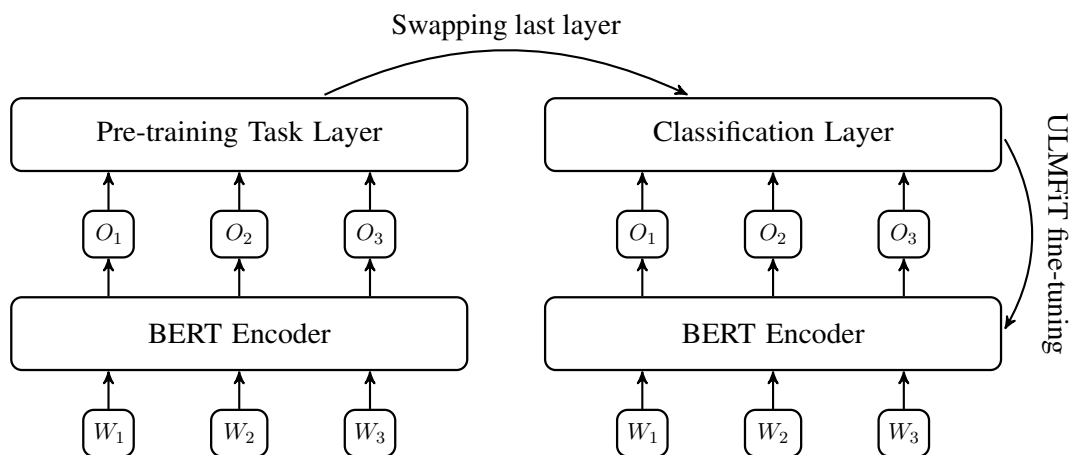 Swapping last layer
Pre-training Task Layer
Classification Layer
ULMFiT fine-tuning
O₁ O₂ O₃ O₁ O₂ O₃
BERT Encoder
BERT Encoder
W₁ W₂ W₃ W₁ W₂ W₃